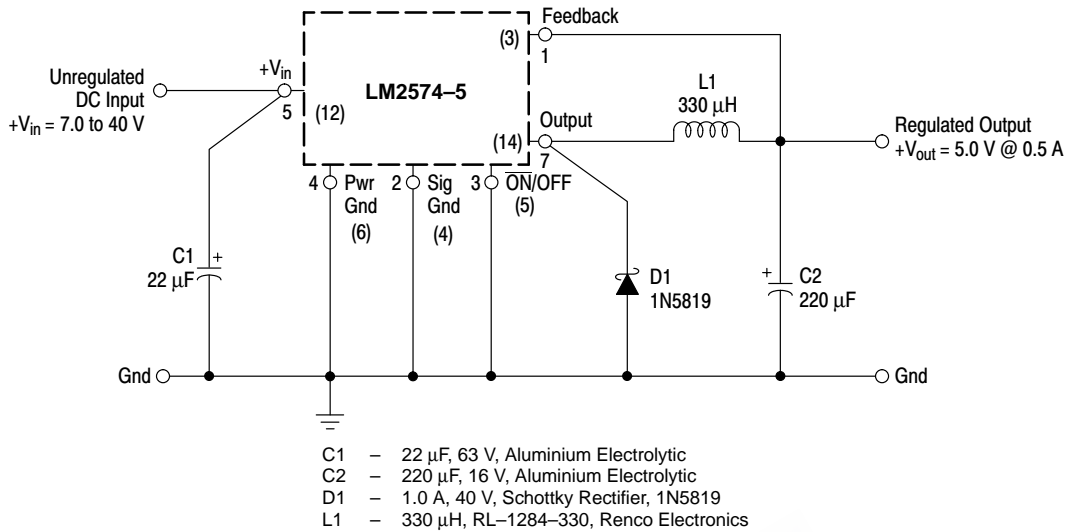 Feedback
(3)
1
Unregulated
DC Input
+Vin = 7.0 to 40 V
+Vin
5
(12)
LM2574–5
L1
330 μH
Output
(14)
7
Regulated Output
+Vout = 5.0 V @ 0.5 A
4 Pwr
Gnd
(6)
2 Sig
Gnd
(4)
3 O̅N̅/OFF
(5)
C1
22 μF
+
D1
1N5819
+
C2
220 μF
Gnd
Gnd
C1 – 22 μF, 63 V, Aluminium Electrolytic
C2 – 220 μF, 16 V, Aluminium Electrolytic
D1 – 1.0 A, 40 V, Schottky Rectifier, 1N5819
L1 – 330 μH, RL–1284–330, Renco Electronics